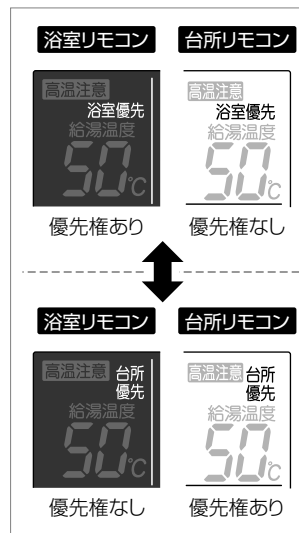 浴室リモコン 台所リモコン
高温注意 高温注意
浴室優先 浴室優先
給湯温度 給湯温度
50℃ 50℃
優先権あり 優先権なし
浴室リモコン 台所リモコン
高温注意 台所 高温注意 台所
優先 優先
給湯温度 給湯温度
50℃ 50℃
優先権なし 優先権あり